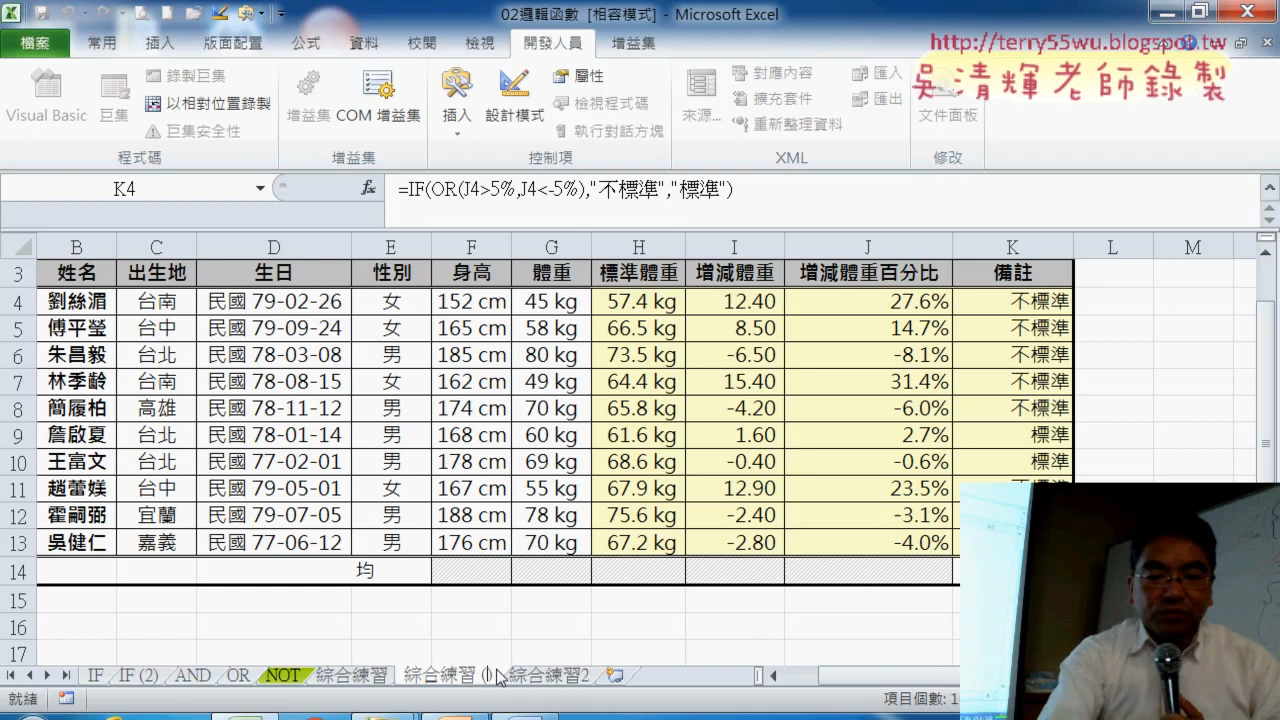 02邏輯函數 [相容模式] - Microsoft Excel
檔案 常用 插入 版面配置 公式 資料 校閱 檢視 開發人員 增益集
http://terry55wu.blogspot.tw
吳清輝老師錄製
Visual Basic 巨集 錄製巨集 以相對位置錄製 巨集安全性 程式碼
增益集 COM 增益集 增益集
插入 設計模式 屬性 檢視程式碼 執行對話方塊 控制項
來源... 對應內容 擴充套件 重新整理資料 匯入 匯出 XML
文件面板 修改
K4 fx =IF(OR(J4>5%,J4<-5%),"不標準","標準")
B C D E F G H I J K L M
3 姓名 出生地 生日 性別 身高 體重 標準體重 增減體重 增減體重百分比 備註
4 劉絲湄 台南 民國 79-02-26 女 152 cm 45 kg 57.4 kg 12.40 27.6% 不標準
5 傅平瑩 台中 民國 79-09-24 女 165 cm 58 kg 66.5 kg 8.50 14.7% 不標準
6 朱昌毅 台北 民國 78-03-08 男 185 cm 80 kg 73.5 kg -6.50 -8.1% 不標準
7 林季齡 台南 民國 78-08-15 女 162 cm 49 kg 64.4 kg 15.40 31.4% 不標準
8 簡履柏 高雄 民國 78-11-12 男 174 cm 70 kg 65.8 kg -4.20 -6.0% 不標準
9 詹啟夏 台北 民國 78-01-14 男 168 cm 60 kg 61.6 kg 1.60 2.7% 標準
10 王富文 台北 民國 77-02-01 男 178 cm 69 kg 68.6 kg -0.40 -0.6% 標準
11 趙蕾媄 台中 民國 79-05-01 女 167 cm 55 kg 67.9 kg 12.90 23.5%
12 霍嗣弼 宜蘭 民國 79-07-05 男 188 cm 78 kg 75.6 kg -2.40 -3.1%
13 吳健仁 嘉義 民國 77-06-12 男 176 cm 70 kg 67.2 kg -2.80 -4.0%
14 均
15
16
17
IF IF (2) AND OR NOT 綜合練習 綜合練習 綜合練習2
就緒 項目個數: 1